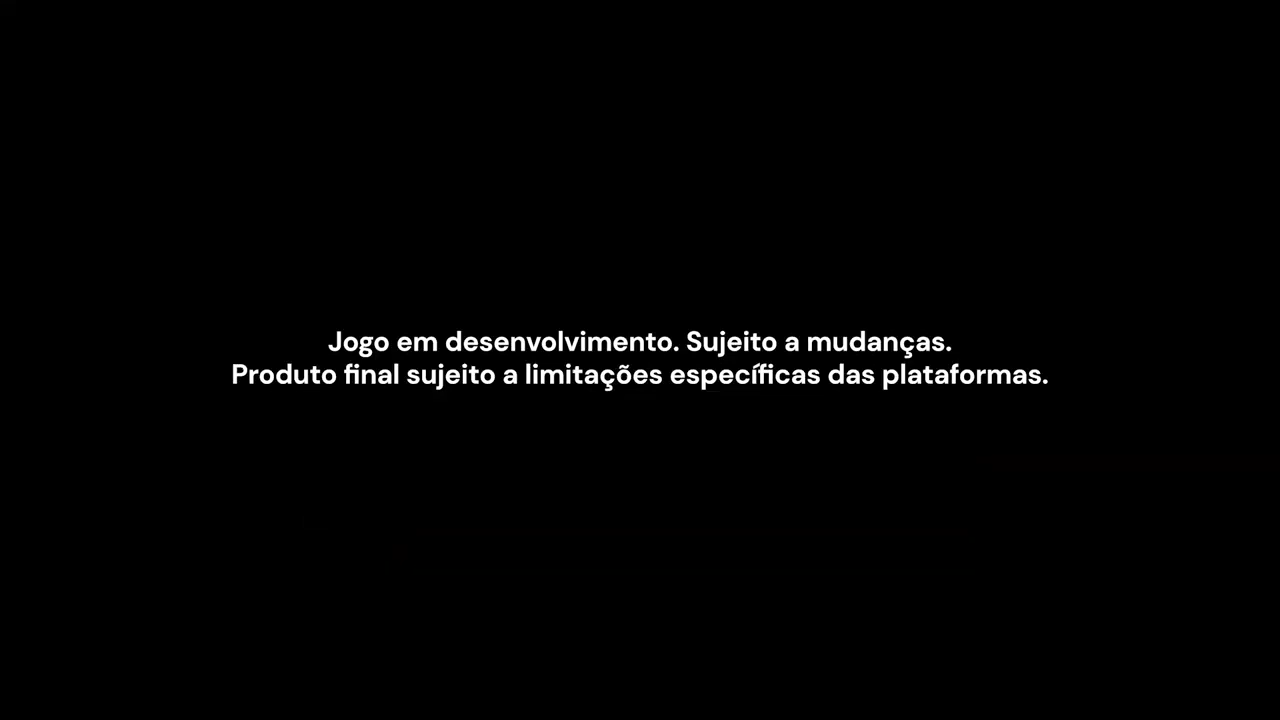 Jogo em desenvolvimento. Sujeito a mudanças.
Produto final sujeito a limitações específicas das plataformas.